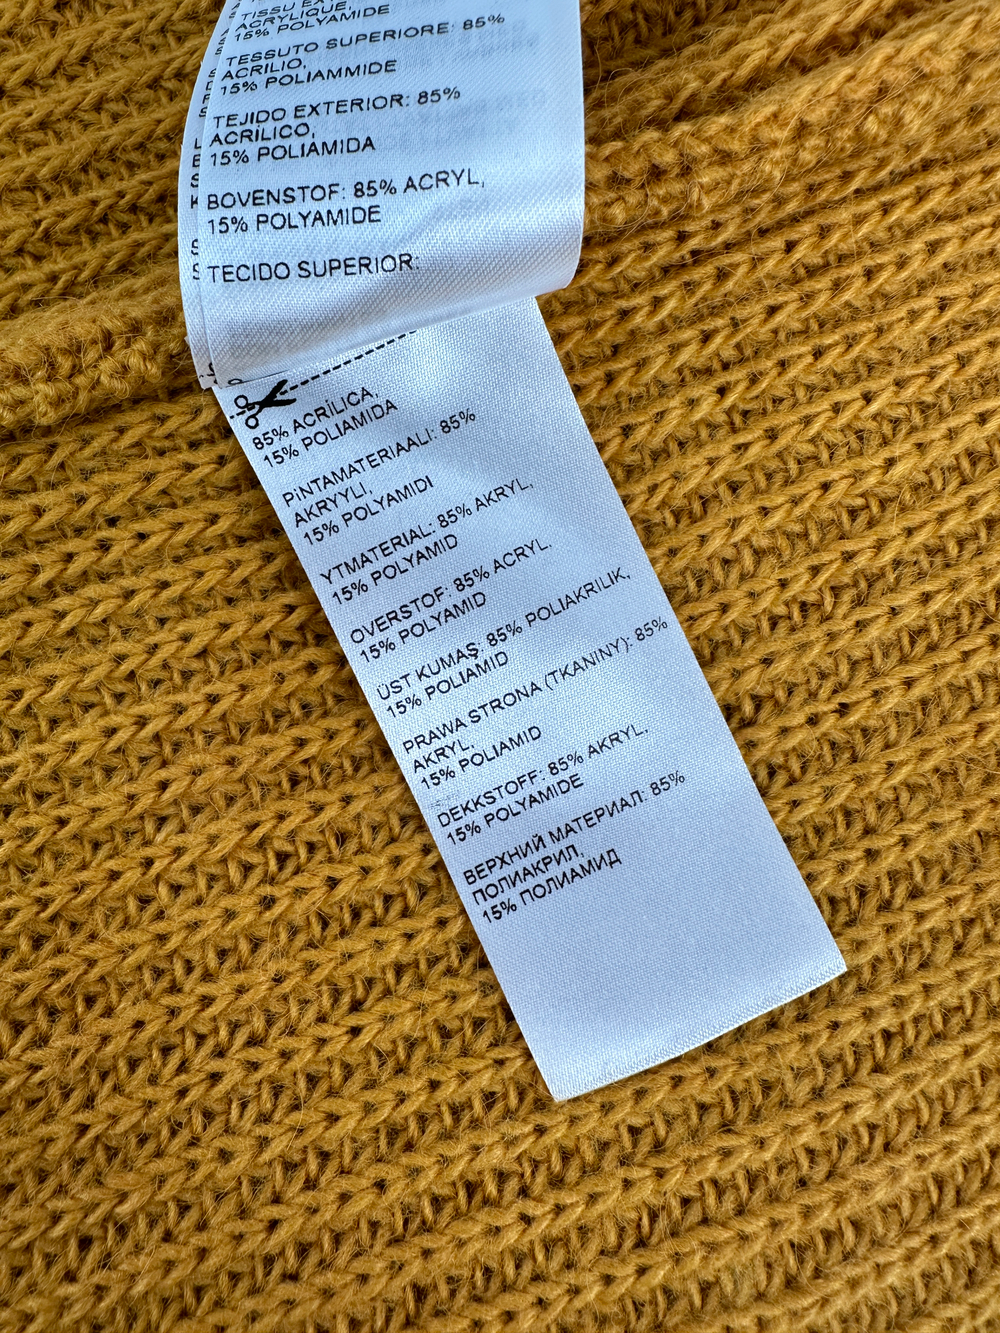 TISSU
ACRYLIQUE,
15% POLYAMIDE
TESSUTO SUPERIORE: 85%
ACRILIO,
15% POLIAMMIDE
TEJIDO EXTERIOR: 85%
ACRÍLICO,
15% POLIAMIDA
BOVENSTOF: 85% ACRYL,
15% POLYAMIDE
TECIDO SUPERIOR:
85% ACRÍLICA,
15% POLIAMIDA
PiNTAMATERIAALI: 85%
AKRYYLI,
15% POLYAMIDI
YTMATERIAL: 85% AKRYL,
15% POLYAMID
OVERSTOF: 85% ACRYL,
15% POLYAMID
ÜST KUMAŞ: 85% POLIAKRILIK,
15% POLIAMID
PRAWA STRONA (TKANINY): 85%
AKRYL,
15% POLIAMID
DEKKSTOFF: 85% AKRYL,
15% POLYAMIDE
ВЕРХНИЙ МАТЕРИАЛ: 85%
ПОЛИАКРИЛ,
15% ПОЛИАМИД